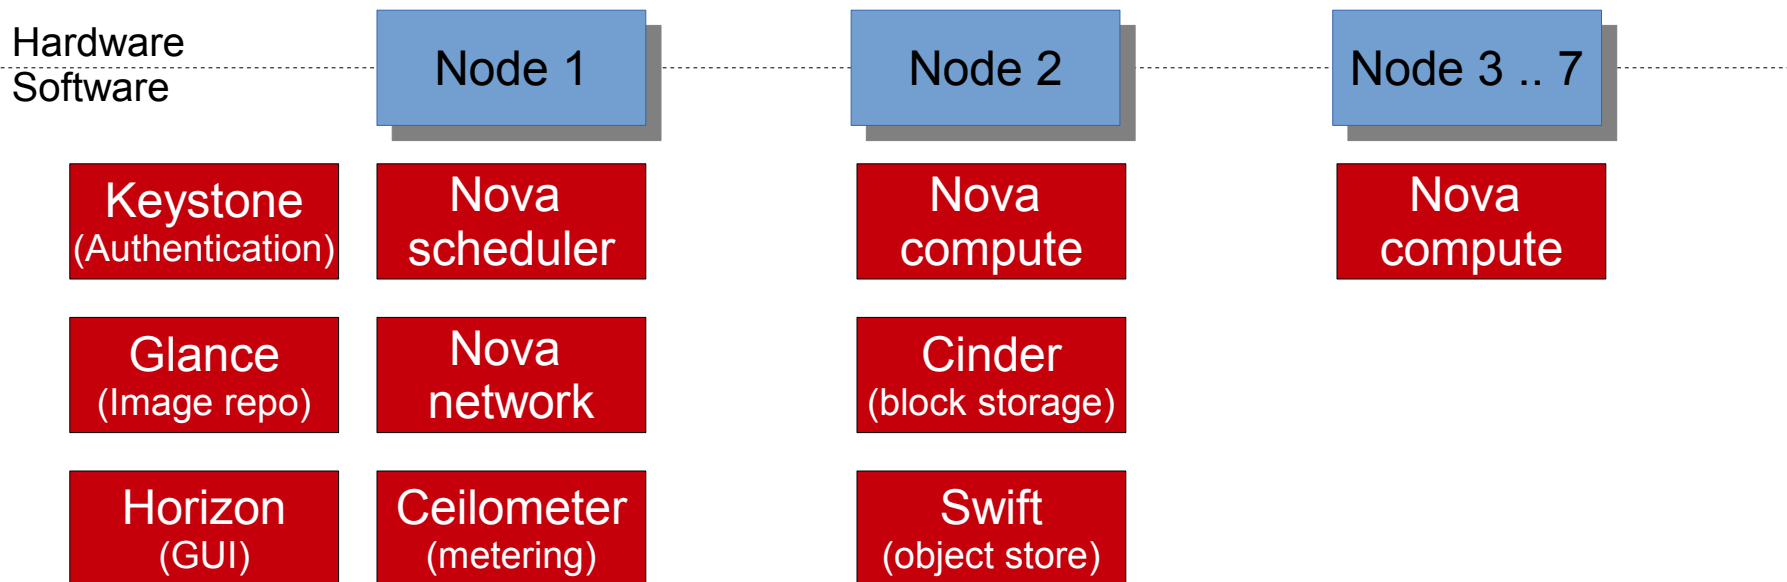 Hardware
Software
Node 1
Node 2
Node 3 .. 7
Keystone
(Authentication)
Nova
scheduler
Nova
compute
Nova
compute
Glance
(Image repo)
Nova
network
Cinder
(block storage)
Horizon
(GUI)
Ceilometer
(metering)
Swift
(object store)